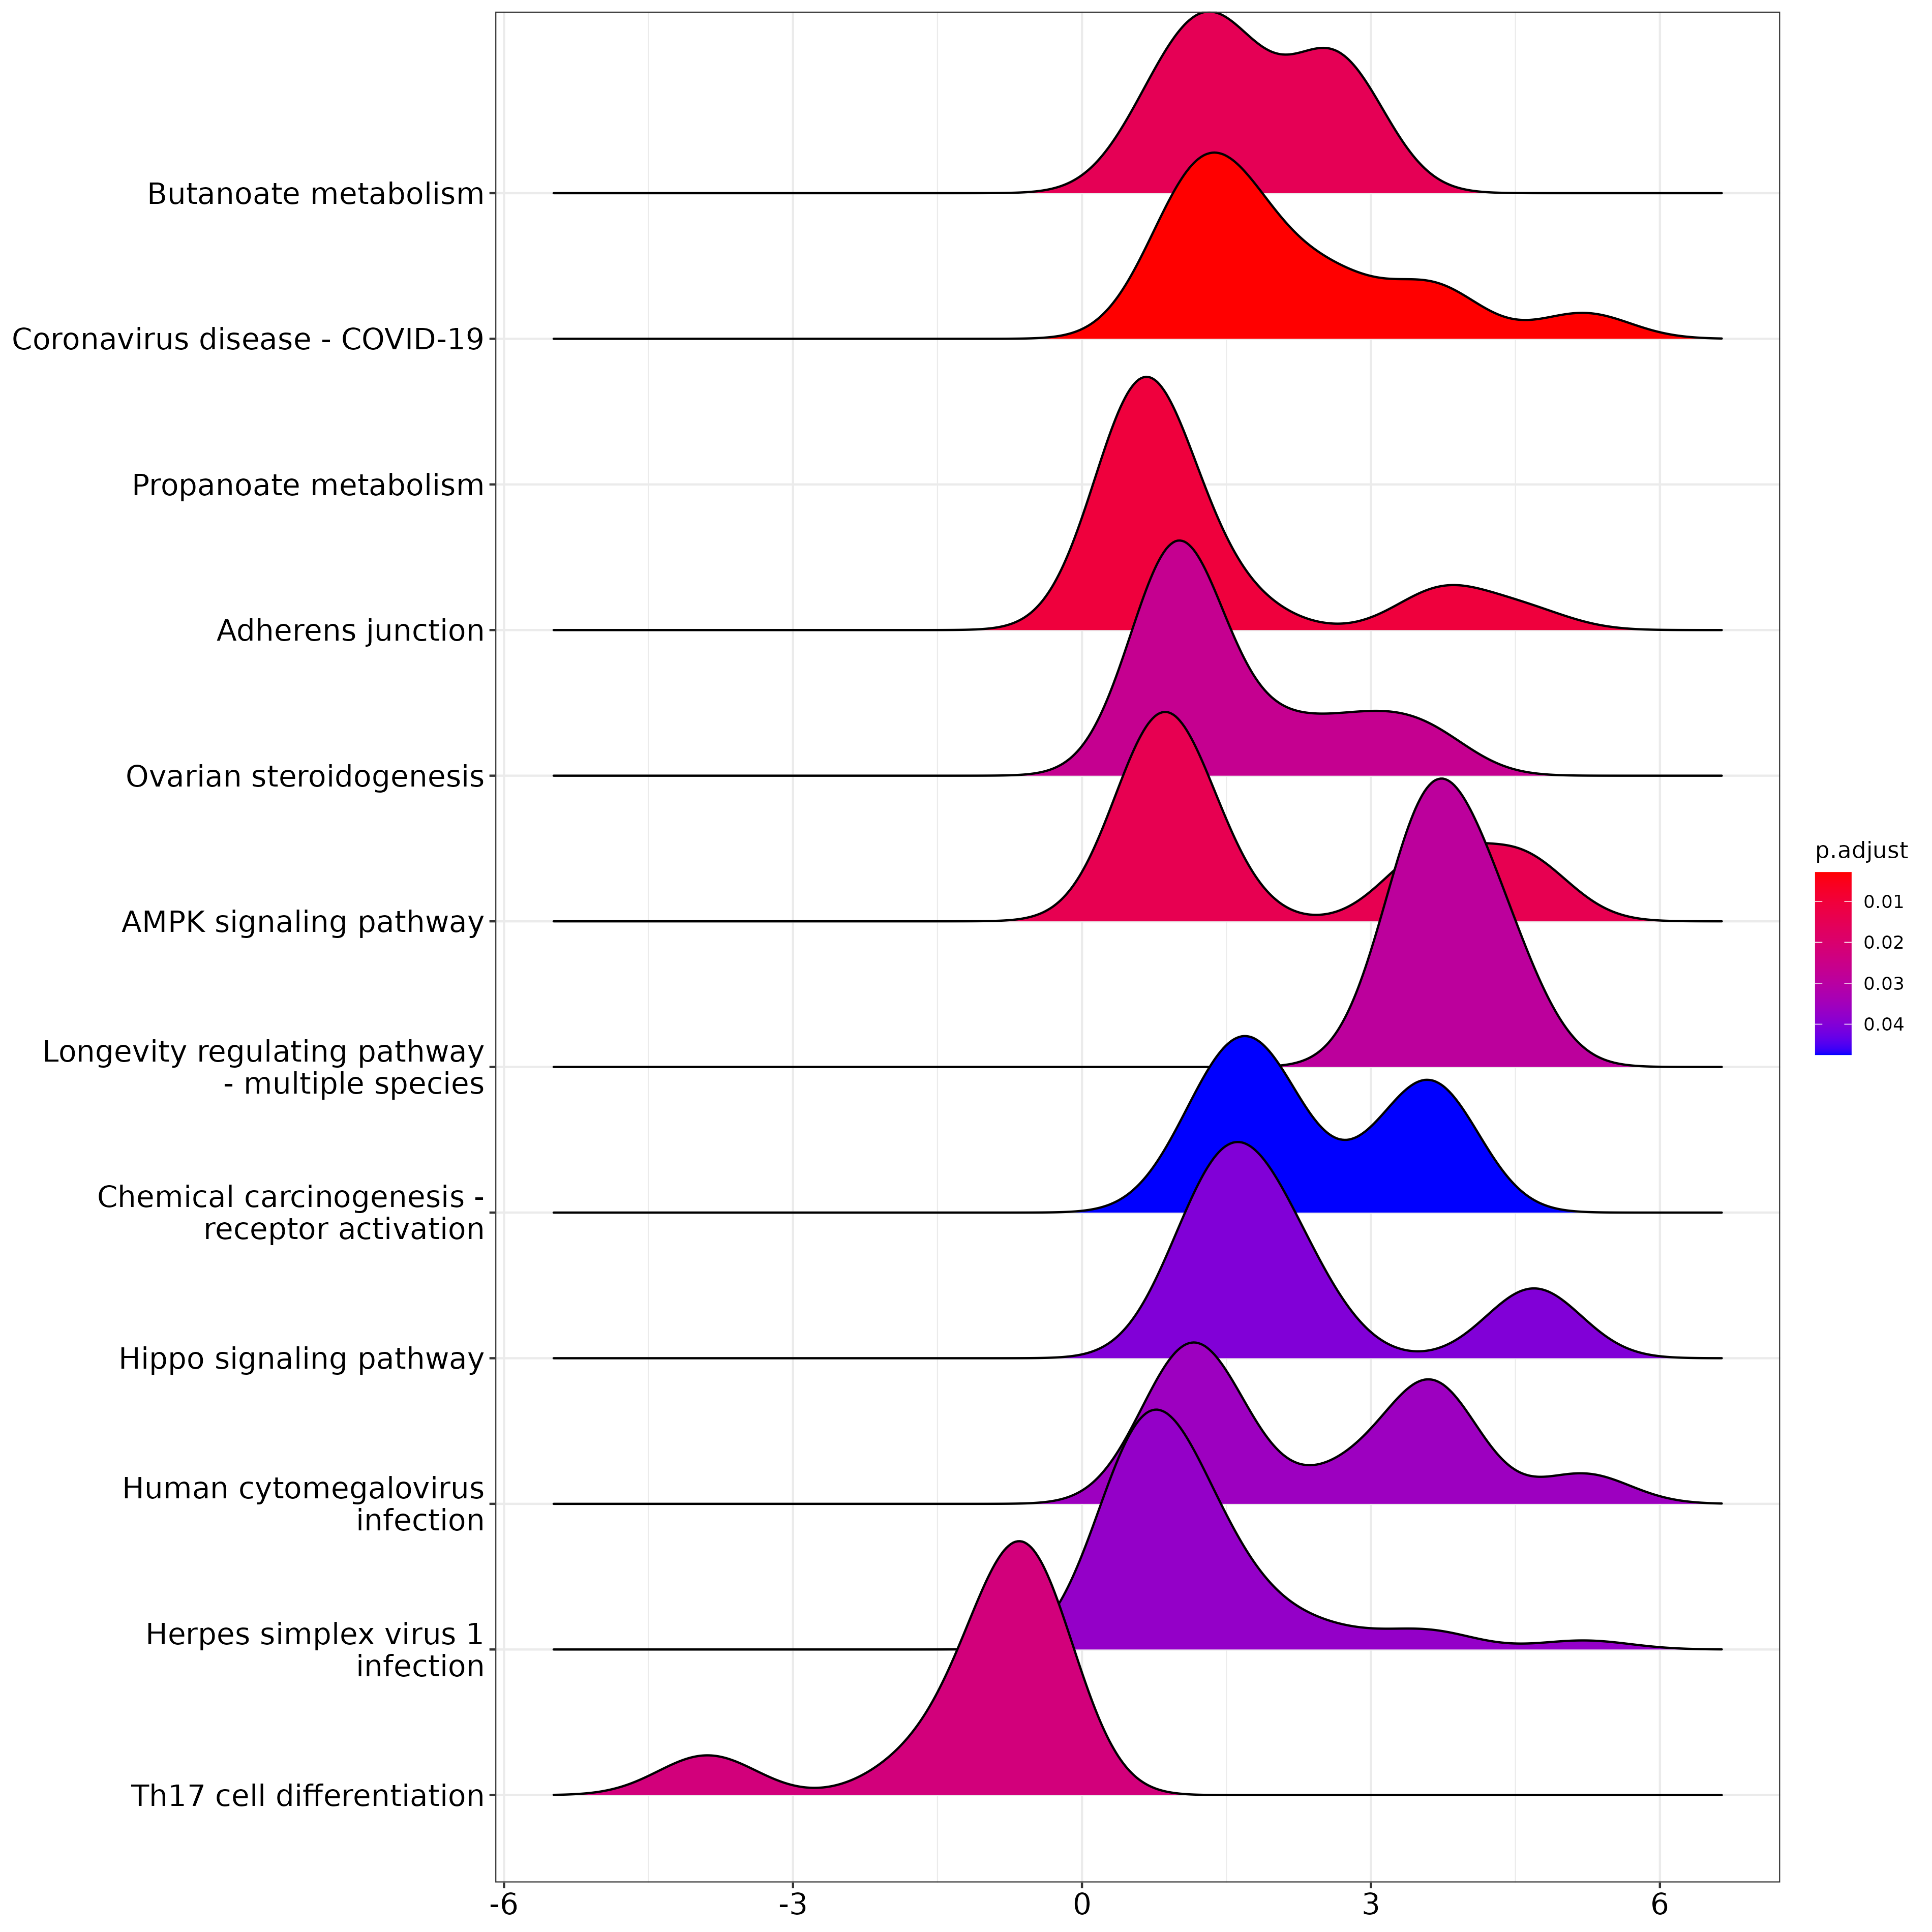 Butanoate metabolism
Coronavirus disease - COVID-19
Propanoate metabolism
Adherens junction
Ovarian steroidogenesis
AMPK signaling pathway
Longevity regulating pathway
- multiple species
Chemical carcinogenesis -
receptor activation
Hippo signaling pathway
Human cytomegalovirus
infection
Herpes simplex virus 1
infection
Th17 cell differentiation
-6
-3
0
3
6
p.adjust
0.01
0.02
0.03
0.04